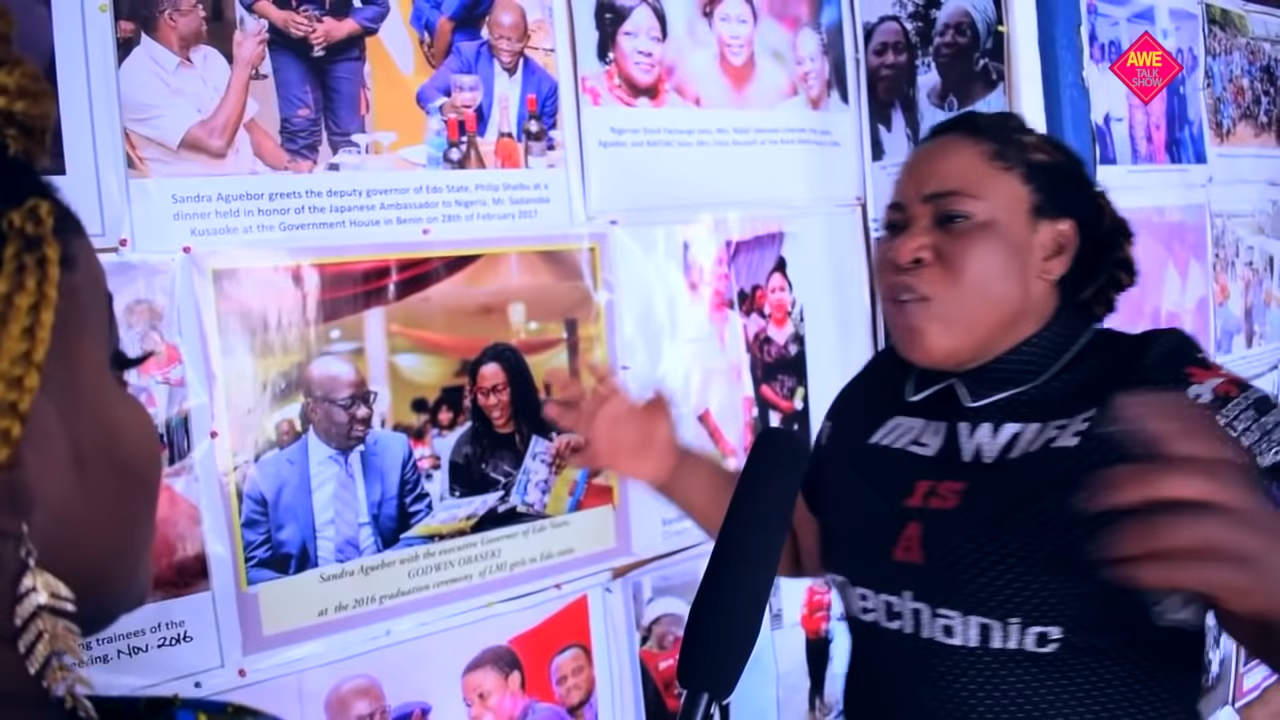 AWE
TALK
SHOW
Sandra Aguebor greets the deputy governor of Edo State, Philip Shaibu at a
dinner held in honor of the Japanese Ambassador to Nigeria, Mr. Sadanobu
Kusaoke at the Government House in Benin on 28th of February 2017.
Sandra Aguebor with the executive Governor of Edo State,
GODWIN OBASEKI
at the 2016 graduation ceremony of LMI girls in Edo state.
ng trainees of the
eering. Nov. 2016
MY WIFE
IS
A
echanic